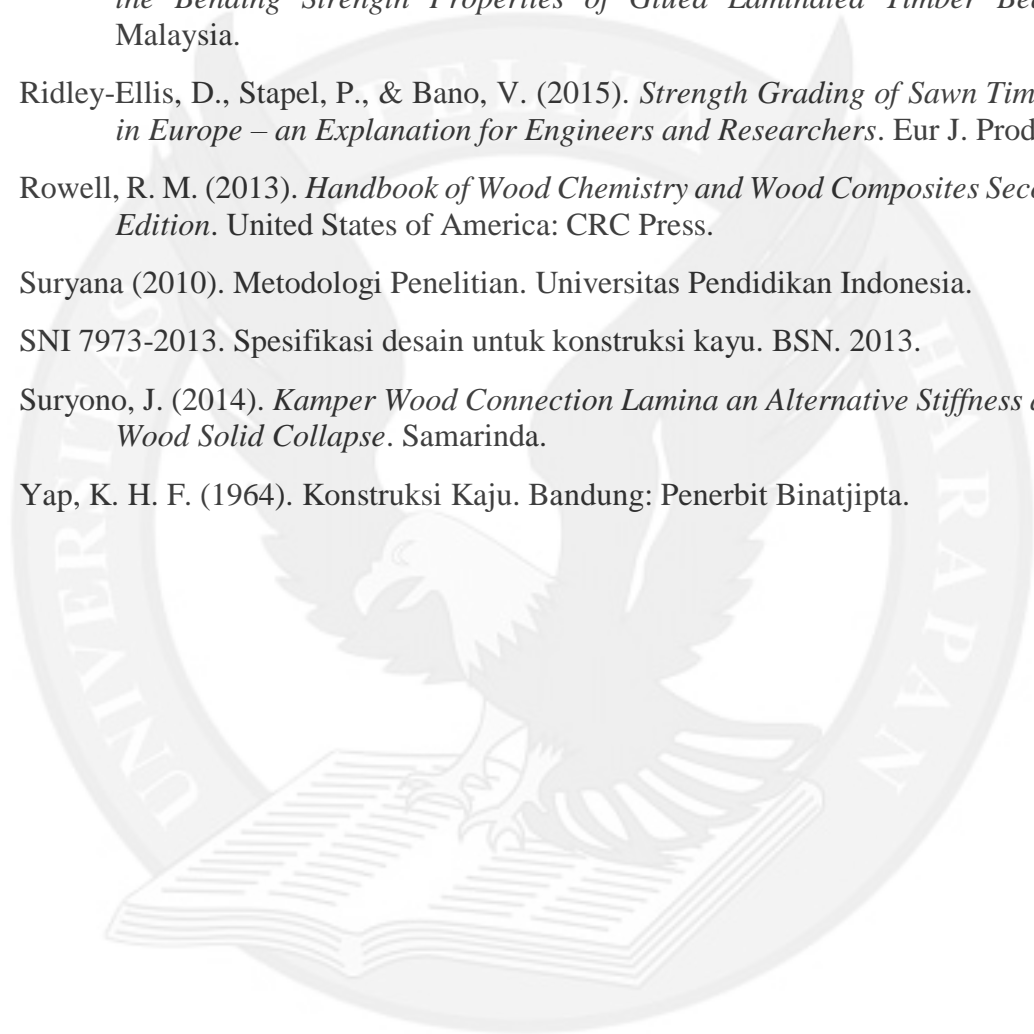 the Bending Strength Properties of Glued Laminated Timber
Malaysia.
Ridley-Ellis, D., Stapel, P., & Bano, V. (2015). Strength Grading of Sawn
in Europe – an Explanation for Engineers and Researchers. Eur J. Prod
Rowell, R. M. (2013). Handbook of Wood Chemistry and Wood Composites
Edition. United States of America: CRC Press.
Suryana (2010). Metodologi Penelitian. Universitas Pendidikan Indonesia.
SNI 7973-2013. Spesifikasi desain untuk konstruksi kayu. BSN. 2013.
Suryono, J. (2014). Kamper Wood Connection Lamina an Alternative Stiffness
Wood Solid Collapse. Samarinda.
Yap, K. H. F. (1964). Konstruksi Kaju. Bandung: Penerbit Binatjipta.
UNIVERSITAS
PELITA
HARAPAN